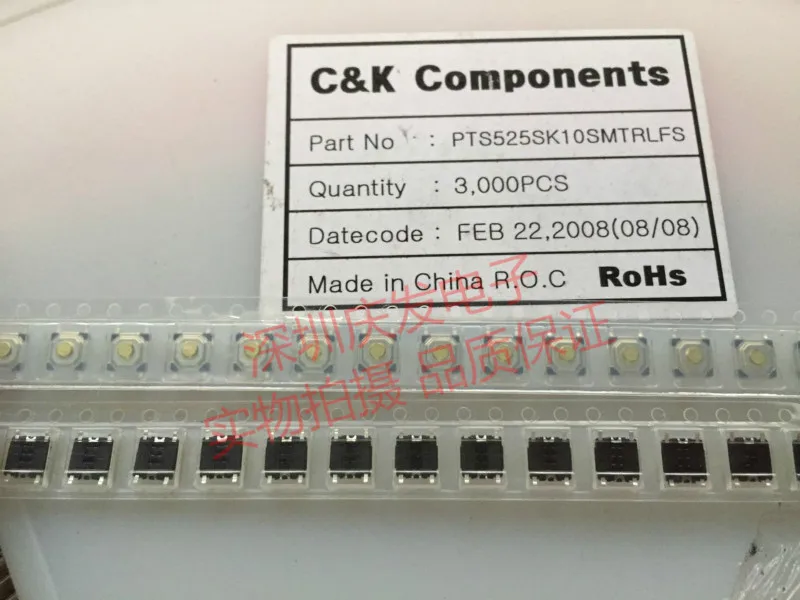 C&K Components
Part No : PTS525SK10SMTRLFS
Quantity : 3,000PCS
Datecode : FEB 22,2008(08/08)
Made in China R.O.C RoHs
深圳庆发电子
实物拍摄 品质保证